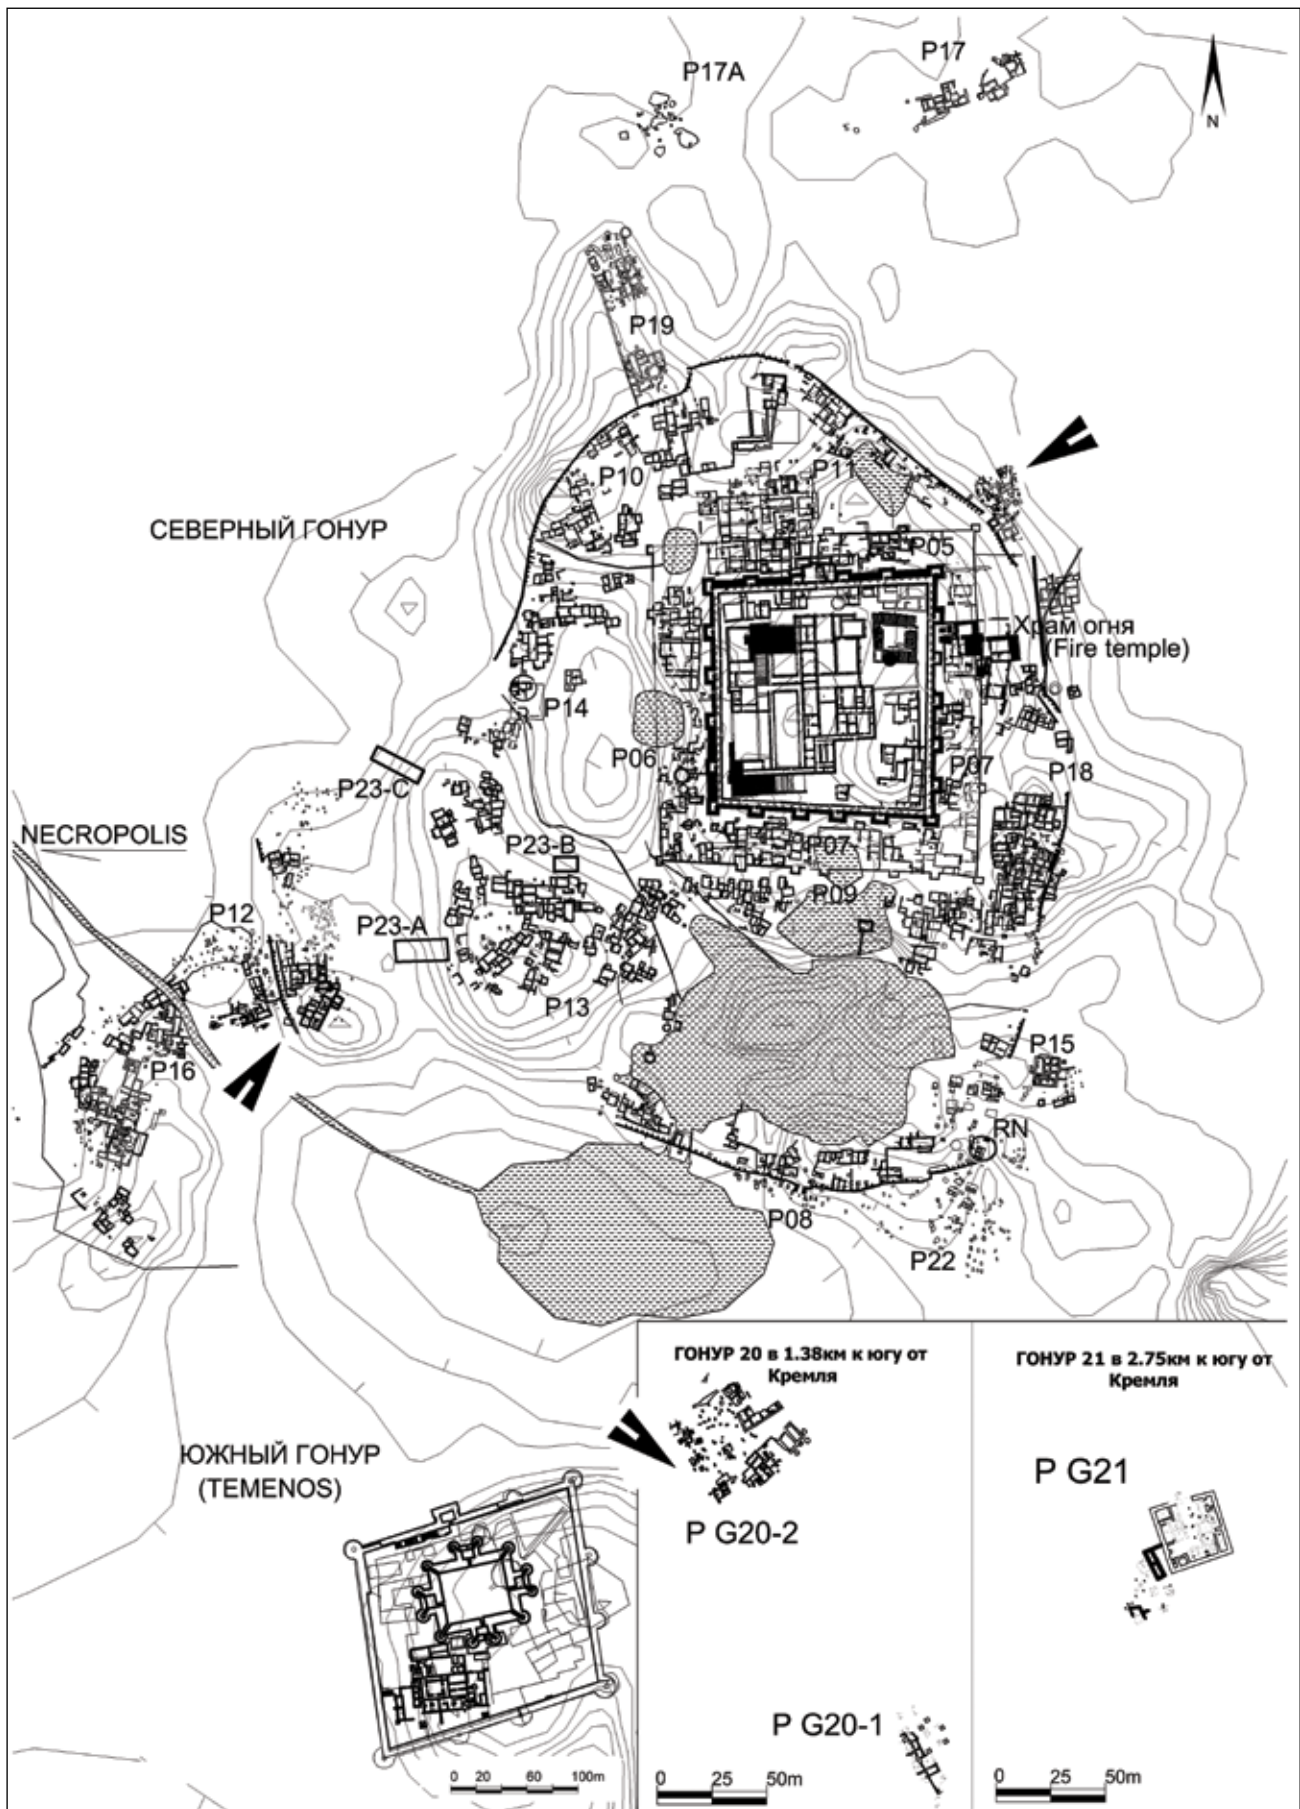 P17
P17A
N
P19
P10
P11
СЕВЕРНЫЙ ГОНУР
P05
Храм огня
(Fire temple)
P14
P06
P07
P18
P23-C
NECROPOLIS
P23-B
P07
P09
P12
P23-A
P13
P16
P15
RN
P08
P22
ГОНУР 20 в 1.38км к югу от
Кремля
ГОНУР 21 в 2.75км к югу от
Кремля
ЮЖНЫЙ ГОНУР
(TEMENOS)
P G21
P G20-2
P G20-1
0 20 60 100m
0 25 50m
0 25 50m